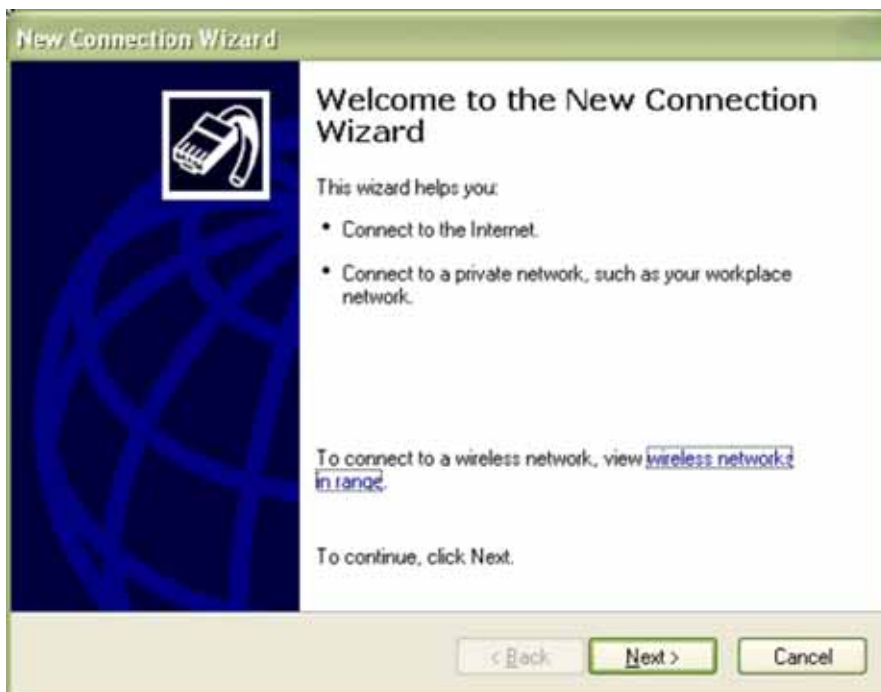 New Connection Wizard
Welcome to the New Connection
Wizard
This wizard helps you:
• Connect to the Internet.
• Connect to a private network, such as your workplace
network.
To connect to a wireless network, view wireless networks
in range.
To continue, click Next.
< Back Next > Cancel